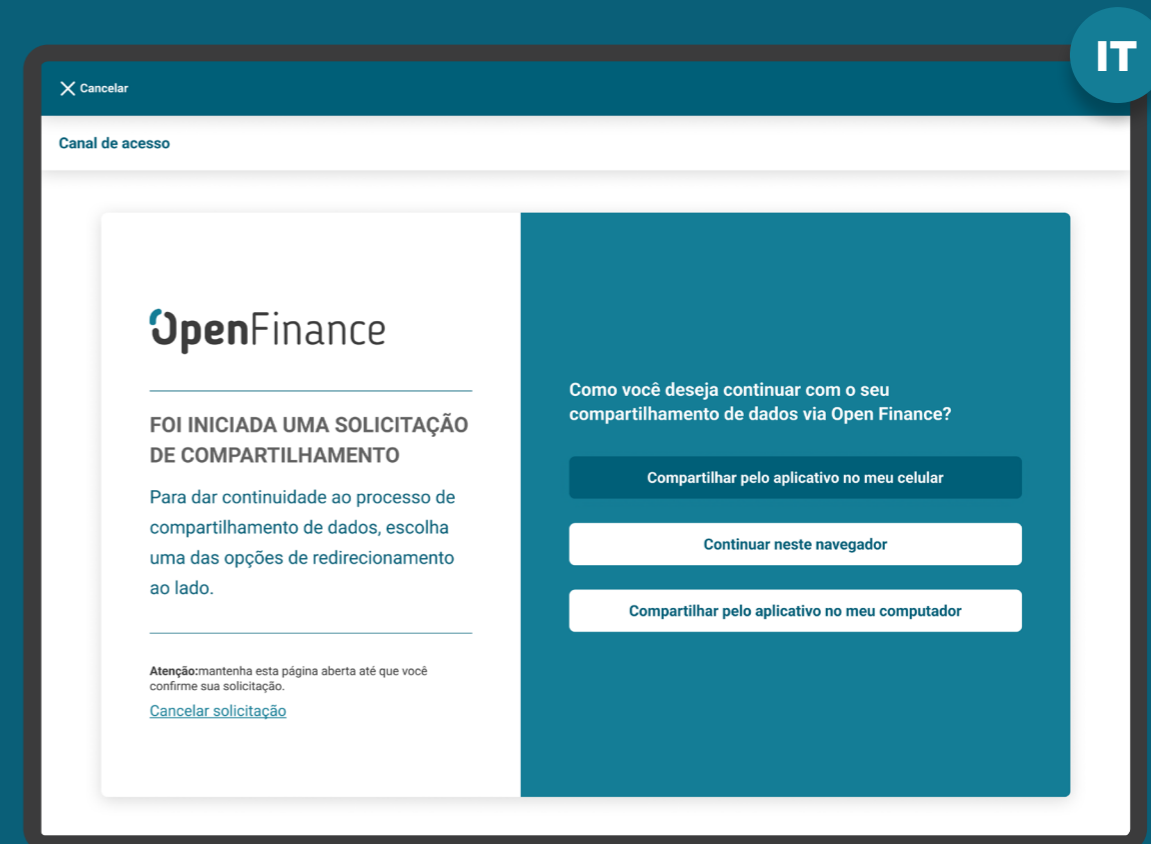 IT
Cancelar
Canal de acesso
OpenFinance
FOI INICIADA UMA SOLICITAÇÃO
DE COMPARTILHAMENTO
Para dar continuidade ao processo de
compartilhamento de dados, escolha
uma das opções de redirecionamento
ao lado.
Atenção:mantenha esta página aberta até que você
confirme sua solicitação.
Cancelar solicitação
Como você deseja continuar com o seu
compartilhamento de dados via Open Finance?
Compartilhar pelo aplicativo no meu celular
Continuar neste navegador
Compartilhar pelo aplicativo no meu computador